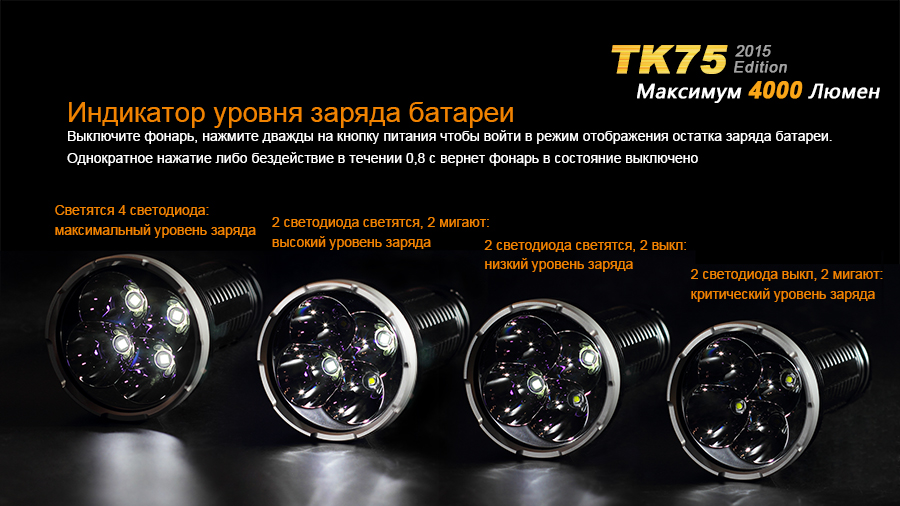 TK75 2015
Edition
Максимум 4000 Люмен
Индикатор уровня заряда батареи
Выключите фонарь, нажмите дважды на кнопку питания чтобы войти в режим отображения остатка заряда батареи.
Однократное нажатие либо бездействие в течении 0,8 с вернет фонарь в состояние выключено
Светятся 4 светодиода:
максимальный уровень заряда
2 светодиода светятся, 2 мигают:
высокий уровень заряда
2 светодиода светятся, 2 выкл:
низкий уровень заряда
2 светодиода выкл, 2 мигают:
критический уровень заряда